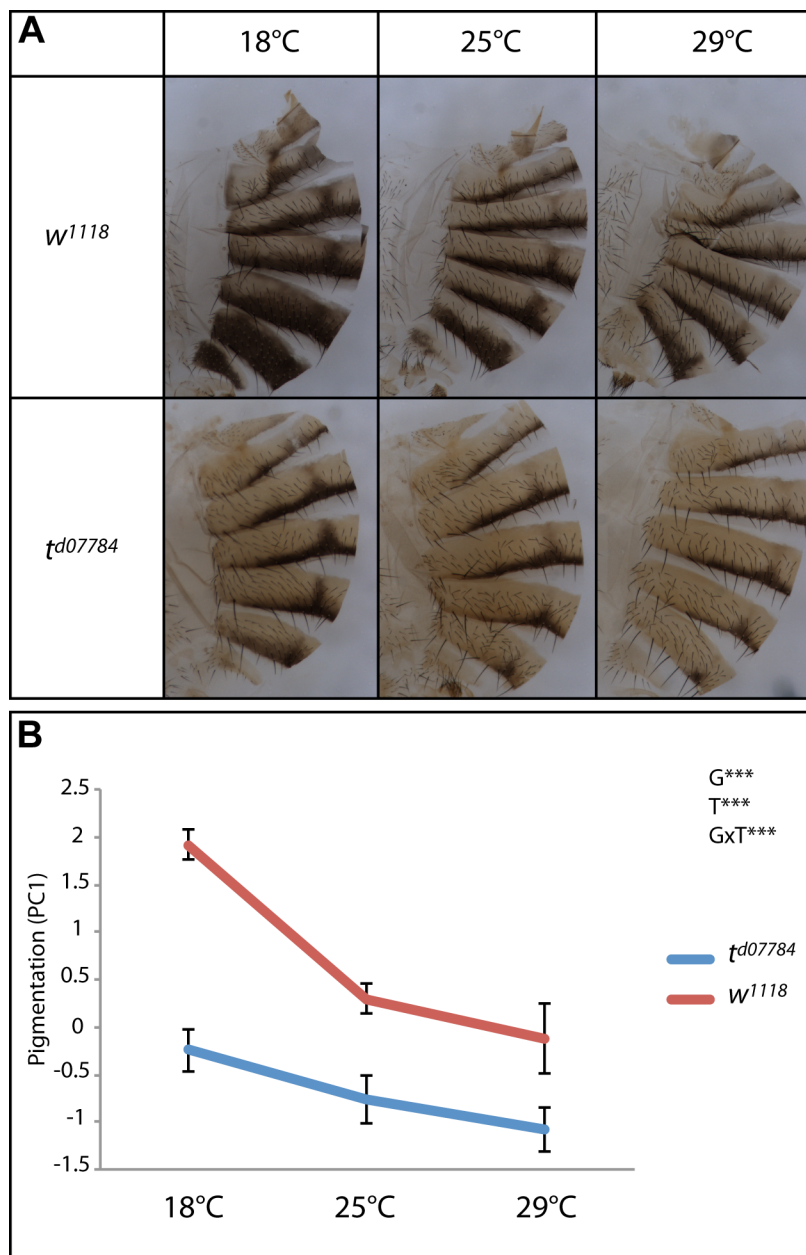 A
18°C 25°C 29°C
w1118
td07784
B
G***
T***
GxT***
2.5
2
1.5
1
0.5
0
-0.5
-1
-1.5
Pigmentation (PC1)
td07784
w1118
18°C 25°C 29°C